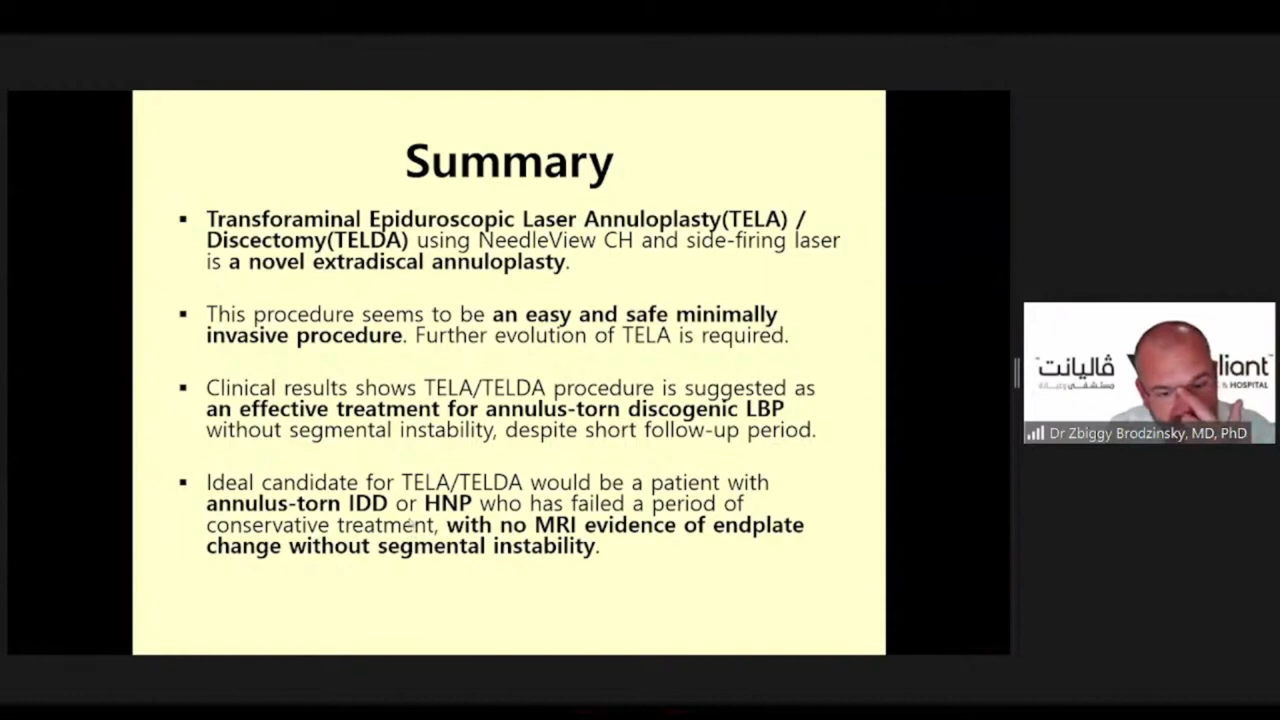 Summary
▪ Transforaminal Epiduroscopic Laser Annuloplasty(TELA) /
Discectomy(TELDA) using NeedleView CH and side-firing laser
is a novel extradiscal annuloplasty.
▪ This procedure seems to be an easy and safe minimally
invasive procedure. Further evolution of TELA is required.
▪ Clinical results shows TELA/TELDA procedure is suggested as
an effective treatment for annulus-torn discogenic LBP
without segmental instability, despite short follow-up period.
▪ Ideal candidate for TELA/TELDA would be a patient with
annulus-torn IDD or HNP who has failed a period of
conservative treatment, with no MRI evidence of endplate
change without segmental instability.
ڤاليانت
liant
& HOSPITAL
Dr Zbiggy Brodzinsky, MD, PhD